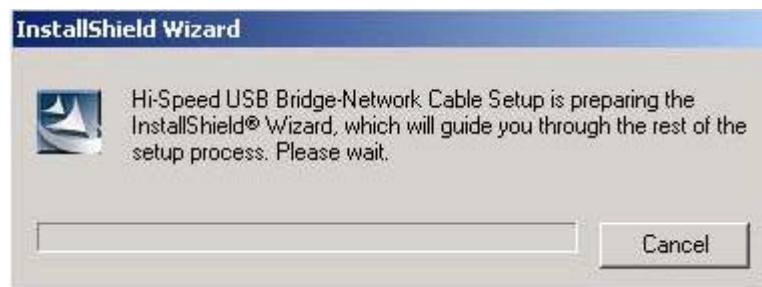 InstallShield Wizard
Hi-Speed USB Bridge-Network Cable Setup is preparing the
InstallShield® Wizard, which will guide you through the rest of the
setup process. Please wait.
Cancel